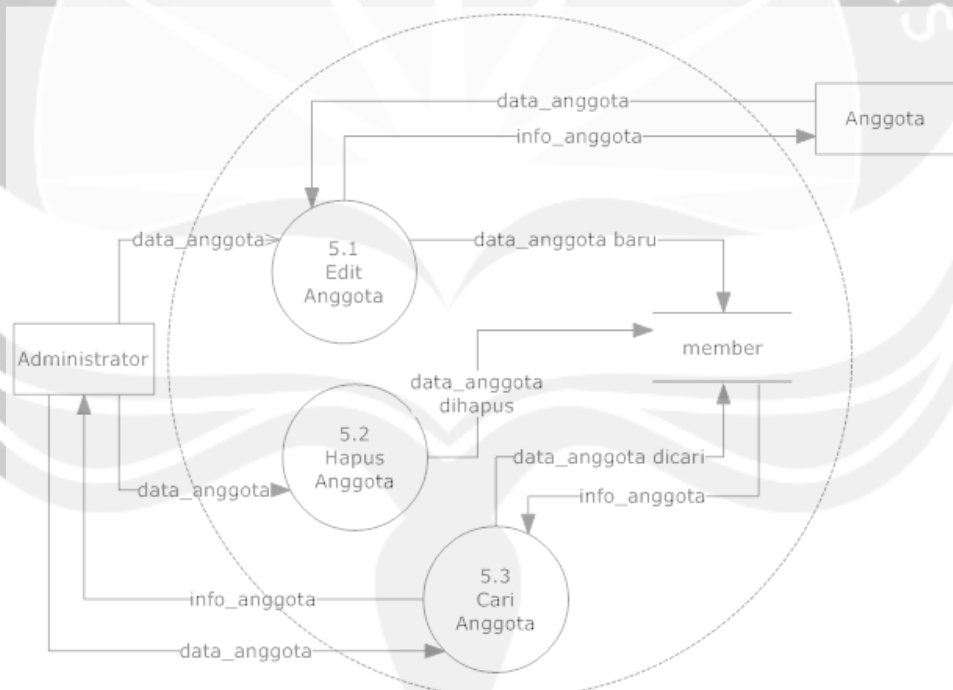 data_anggota
Anggota
info_anggota
data_anggota
5.1
Edit
Anggota
data_anggota baru
Administrator
member
data_anggota
dihapus
5.2
Hapus
Anggota
data_anggota dicari
data_anggota
info_anggota
5.3
Cari
Anggota
info_anggota
data_anggota